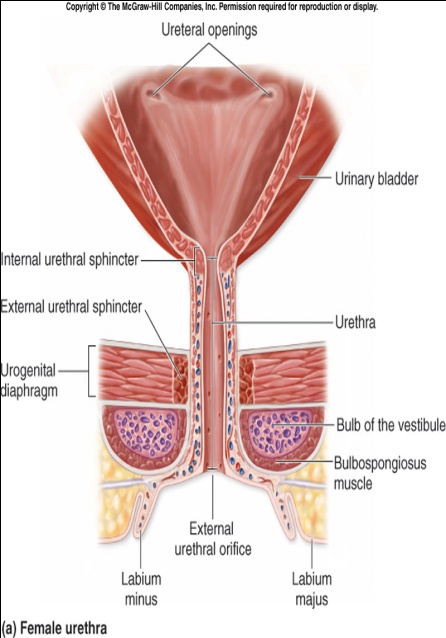 Copyright © The McGraw-Hill Companies, Inc. Permission required for reproduction or display.
Ureteral openings
Urinary bladder
Internal urethral sphincter
External urethral sphincter
Urethra
Urogenital
diaphragm
Bulb of the vestibule
Bulbospongiosus
muscle
External
urethral orifice
Labium
minus
Labium
majus
(a) Female urethra